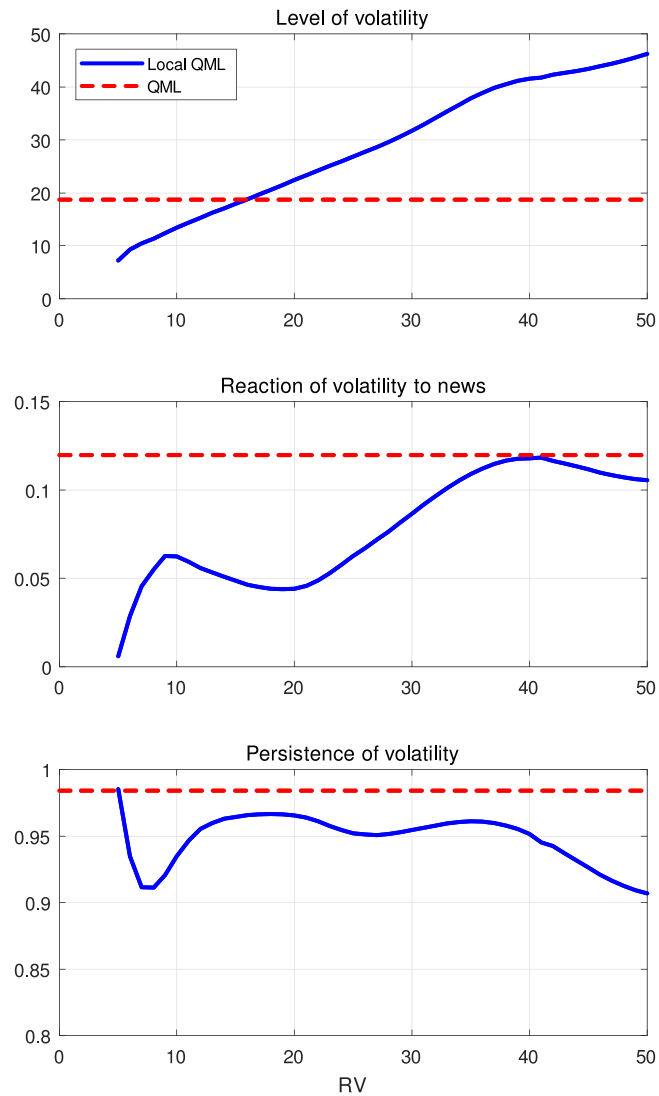 Level of volatility
50
40
30
20
10
0
Local QML
QML
0 10 20 30 40 50
Reaction of volatility to news
0.15
0.1
0.05
0
0 10 20 30 40 50
Persistence of volatility
1
0.95
0.9
0.85
0.8
0 10 20 30 40 50
RV